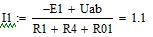 I1 := (–E1 + Uab) / (R1 + R4 + R01) = 1.1